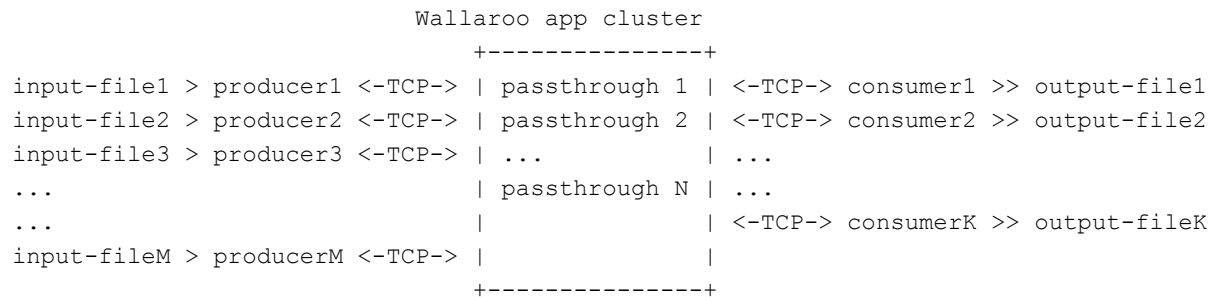 Wallaroo app cluster
+---------------+
input-file1 > producer1 <-TCP-> | passthrough 1 | <-TCP-> consumer1 >> output-file1
input-file2 > producer2 <-TCP-> | passthrough 2 | <-TCP-> consumer2 >> output-file2
input-file3 > producer3 <-TCP-> | ... | ...
... | passthrough N | ...
... | | <-TCP-> consumerK >> output-fileK
input-fileM > producerM <-TCP-> | |
+---------------+